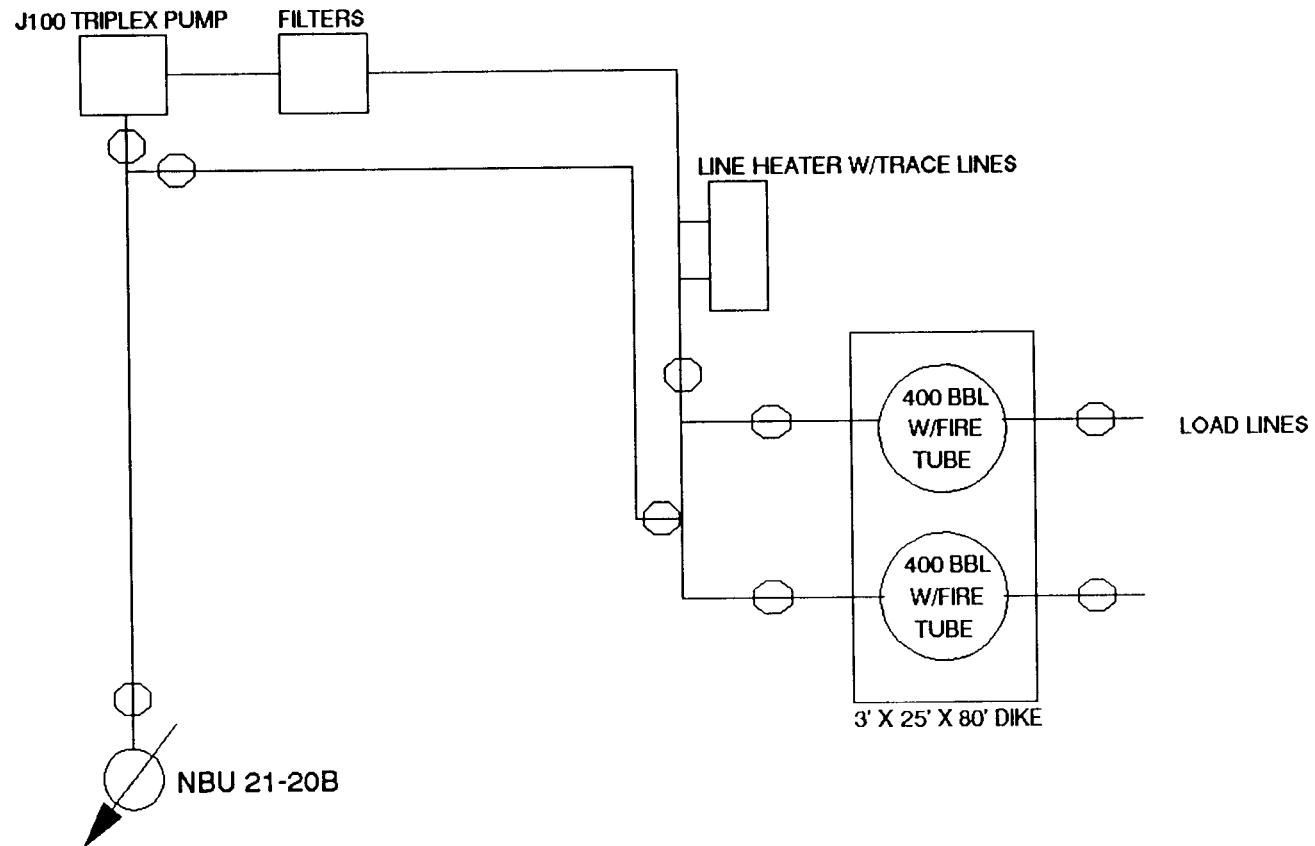 J100 TRIPLEX PUMP
FILTERS
LINE HEATER W/TRACE LINES
400 BBL
W/FIRE
TUBE
LOAD LINES
400 BBL
W/FIRE
TUBE
3' X 25' X 80' DIKE
NBU 21-20B